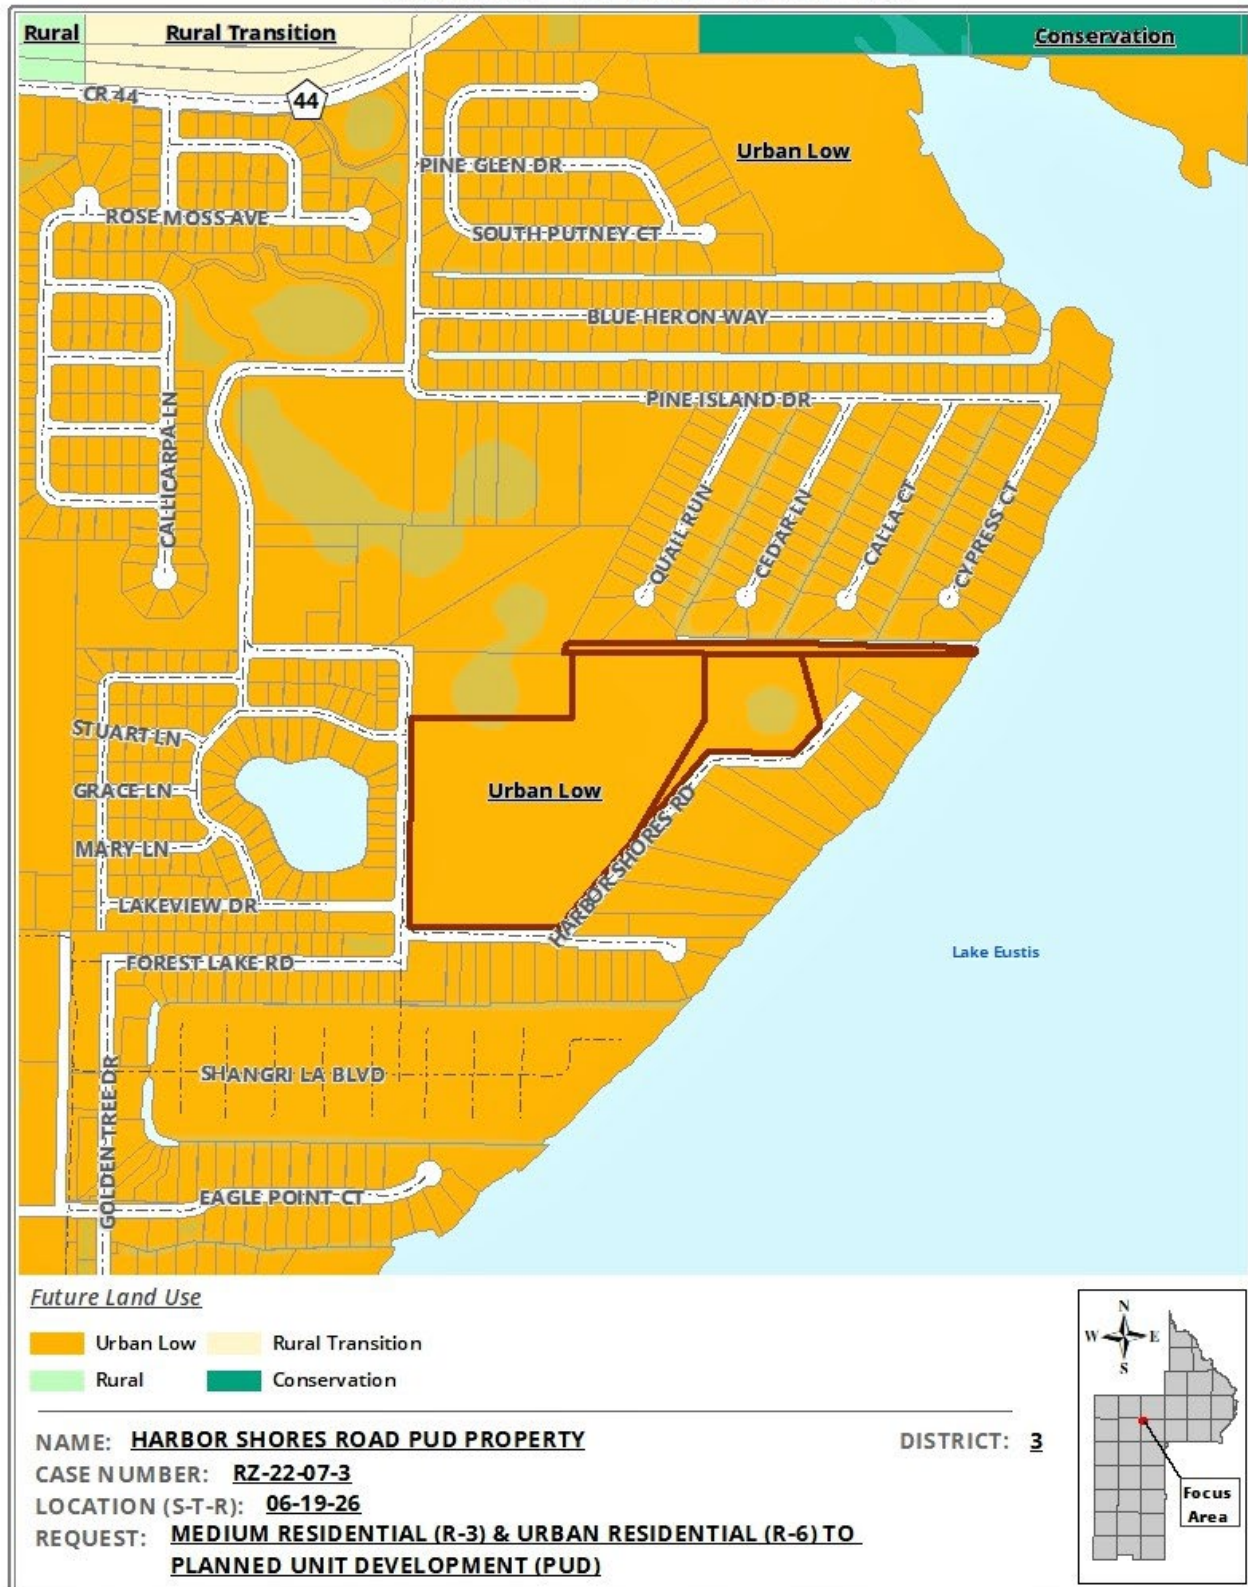 Rural
Rural Transition
Conservation
CR 44
44
PINE GLEN DR
Urban Low
ROSE MOSS AVE
SOUTH PUTNEY CT
BLUE HERON WAY
PINE ISLAND DR
CALLICARPA LN
QUAIL RUN
CEDAR LN
CALLA CT
CYPRESS CT
STUART LN
GRACE LN
Urban Low
MARY LN
HARBOR SHORES RD
LAKEVIEW DR
Lake Eustis
FOREST LAKE RD
SHANGRI LA BLVD
GOLDEN TREE DR
EAGLE POINT CT
Future Land Use
Urban Low
Rural Transition
Rural
Conservation
N
W E
S
Focus
Area
NAME: HARBOR SHORES ROAD PUD PROPERTY
DISTRICT: 3
CASE NUMBER: RZ-22-07-3
LOCATION (S-T-R): 06-19-26
REQUEST: MEDIUM RESIDENTIAL (R-3) & URBAN RESIDENTIAL (R-6) TO
PLANNED UNIT DEVELOPMENT (PUD)